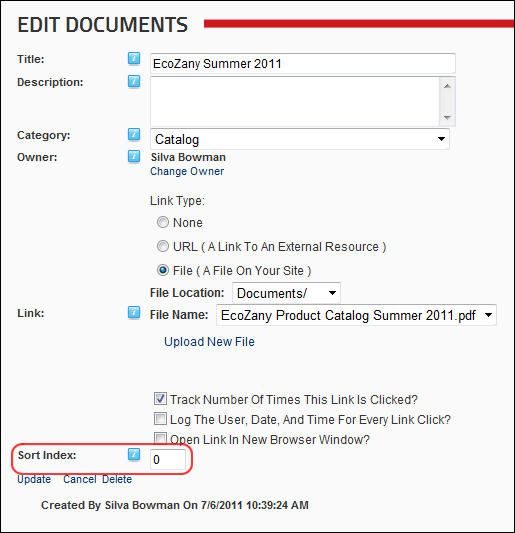 EDIT DOCUMENTS
Title: EcoZany Summer 2011
Description:
Category: Catalog
Owner: Silva Bowman
Change Owner
Link Type:
None
URL ( A Link To An External Resource )
File ( A File On Your Site )
File Location: Documents/
Link: File Name: EcoZany Product Catalog Summer 2011.pdf
Upload New File
Track Number Of Times This Link Is Clicked?
Log The User, Date, And Time For Every Link Click?
Open Link In New Browser Window?
Sort Index: 0
Update Cancel Delete
Created By Silva Bowman On 7/6/2011 10:39:24 AM